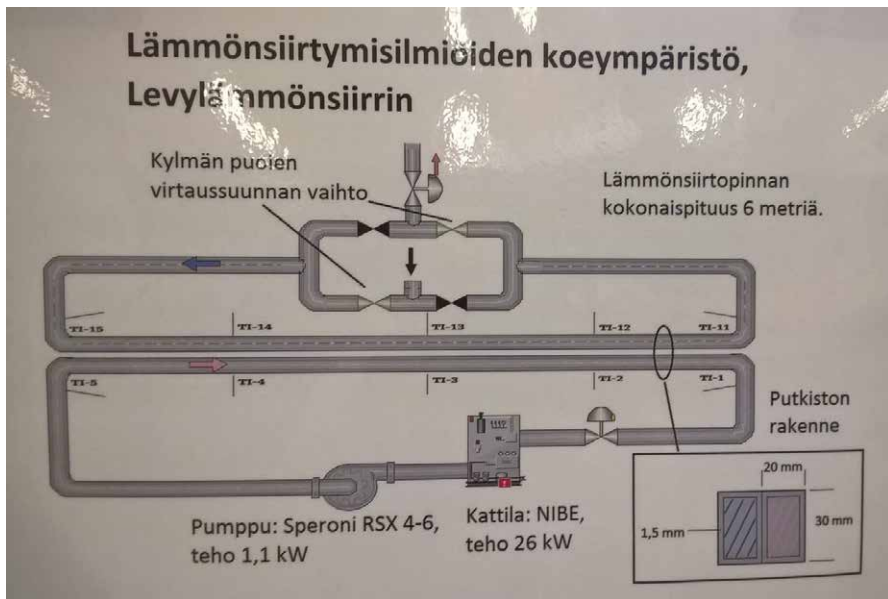 Lämmönsiirtymisilmiöiden koeympäristö,
Levylämmönsiirrin
Kylmän puolen
virtaussuunnan vaihto
Lämmönsiirtopinnan
kokonaispituus 6 metriä.
TI-15
TI-14
TI-13
TI-12
TI-11
TI-5
TI-4
TI-3
TI-2
TI-1
Putkiston
rakenne
20 mm
30 mm
1,5 mm
Pumppu: Speroni RSX 4-6,
teho 1,1 kW
Kattila: NIBE,
teho 26 kW